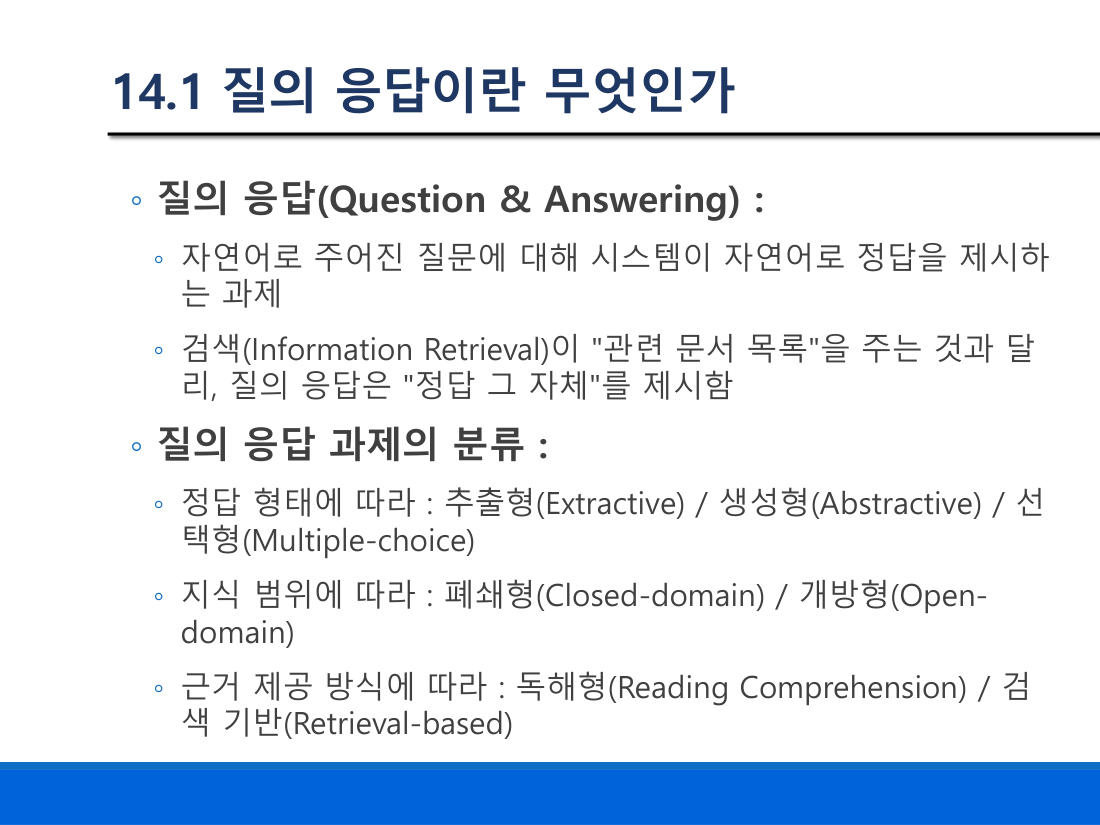 14.1 질의 응답이란 무엇인가
◦ 질의 응답(Question & Answering) :
◦ 자연어로 주어진 질문에 대해 시스템이 자연어로 정답을 제시하
는 과제
◦ 검색(Information Retrieval)이 "관련 문서 목록"을 주는 것과 달
리, 질의 응답은 "정답 그 자체"를 제시함
◦ 질의 응답 과제의 분류 :
◦ 정답 형태에 따라 : 추출형(Extractive) / 생성형(Abstractive) / 선
택형(Multiple-choice)
◦ 지식 범위에 따라 : 폐쇄형(Closed-domain) / 개방형(Open-
domain)
◦ 근거 제공 방식에 따라 : 독해형(Reading Comprehension) / 검
색 기반(Retrieval-based)